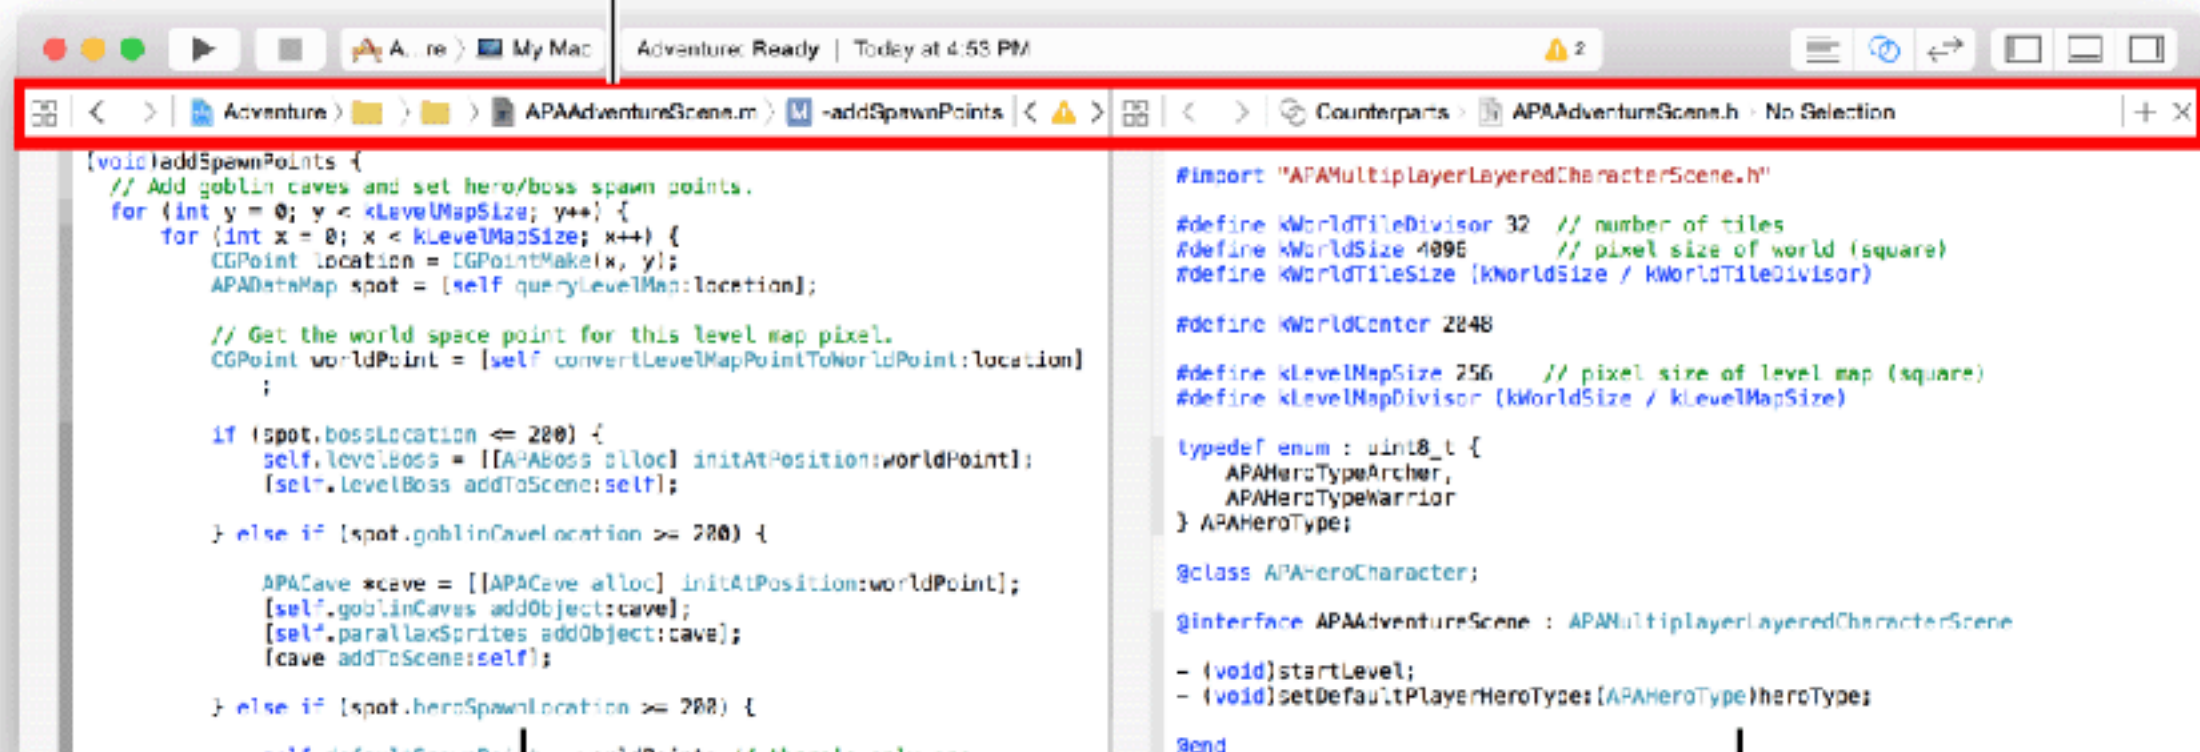 A...re 〉 My Mac
Adventure: Ready | Today at 4:53 PM
2
Adventure 〉 〉 〉 APAAdventureScene.m 〉 M -addSpawnPoints
Counterparts 〉 APAAdventureScene.h 〉 No Selection
(void)addSpawnPoints {
// Add goblin caves and set hero/boss spawn points.
for (int y = 0; y < kLevelMapSize; y++) {
for (int x = 0; x < kLevelMapSize; x++) {
CGPoint location = CGPointMake(x, y);
APADataMap spot = [self queryLevelMap:location];
// Get the world space point for this level map pixel.
CGPoint worldPoint = [self convertLevelMapPointToWorldPoint:location]
;
if (spot.bossLocation <= 200) {
self.levelBoss = [[APABoss alloc] initAtPosition:worldPoint];
[self.levelBoss addToScene:self];
} else if (spot.goblinCaveLocation >= 200) {
APACave *cave = [[APACave alloc] initAtPosition:worldPoint];
[self.goblinCaves addObject:cave];
[self.parallaxSprites addObject:cave];
[cave addToScene:self];
} else if (spot.heroSpawnLocation >= 200) {
#import "APAMultiplayerLayeredCharacterScene.h"
#define kWorldTileDivisor 32 // number of tiles
#define kWorldSize 4096 // pixel size of world (square)
#define kWorldTileSize (kWorldSize / kWorldTileDivisor)
#define kWorldCenter 2048
#define kLevelMapSize 256 // pixel size of level map (square)
#define kLevelMapDivisor (kWorldSize / kLevelMapSize)
typedef enum : uint8_t {
APAHeroTypeArcher,
APAHeroTypeWarrior
} APAHeroType;
@class APAHeroCharacter;
@interface APAAdventureScene : APAMultiplayerLayeredCharacterScene
- (void)startLevel;
- (void)setDefaultPlayerHeroType:(APAHeroType)heroType;
@end